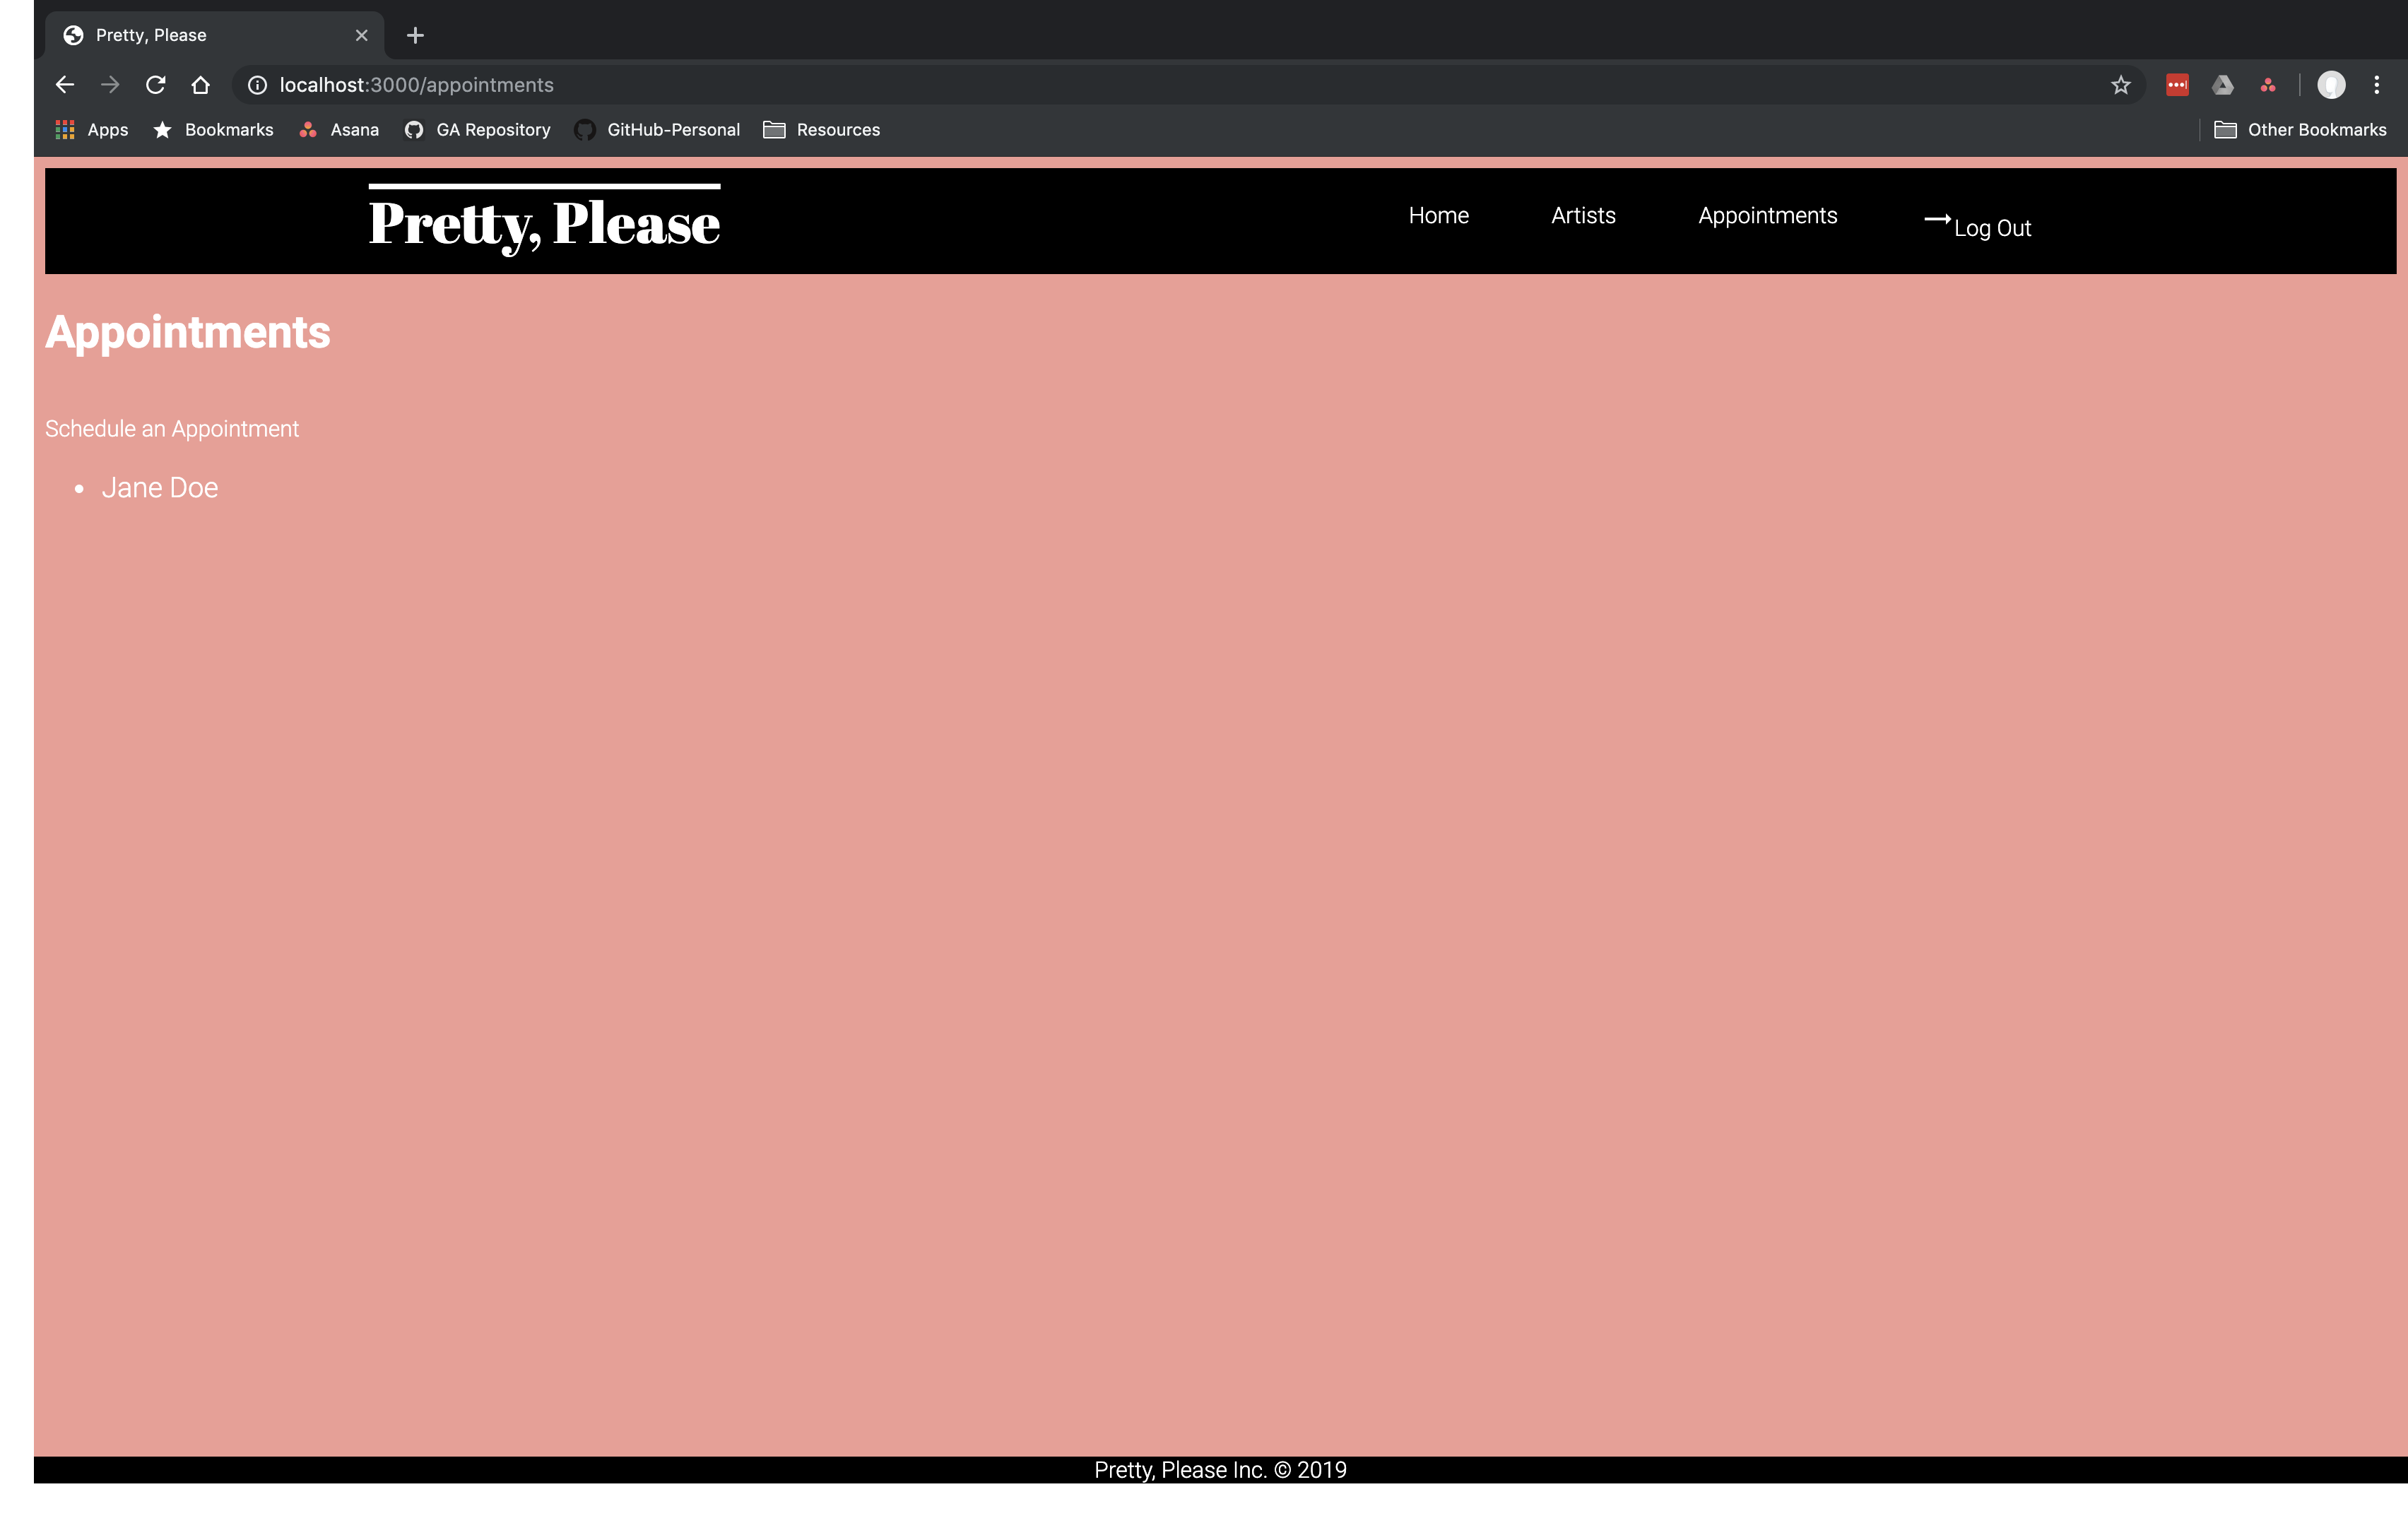 Pretty, Please
localhost:3000/appointments
Apps Bookmarks Asana GA Repository GitHub-Personal Resources Other Bookmarks
Pretty, Please Home Artists Appointments Log Out
Appointments
Schedule an Appointment
• Jane Doe
Pretty, Please Inc. © 2019